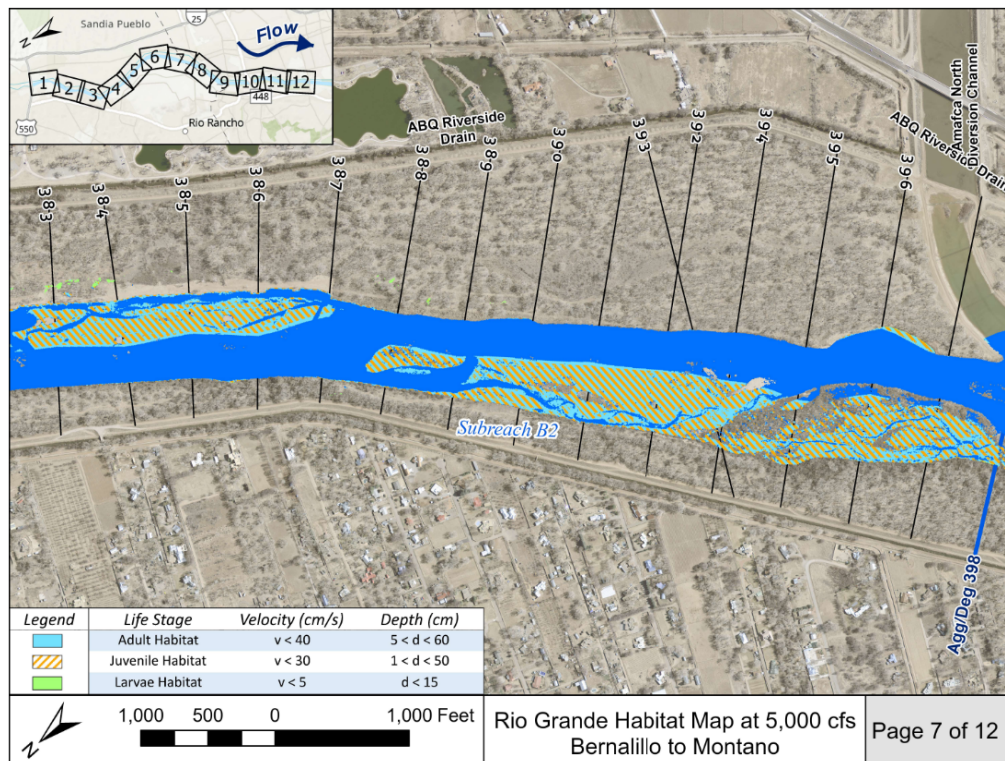 Sandia Pueblo
25
Flow
1 2 3 4 5 6 7 8 9 10 11 12
448
550
Rio Rancho
ABQ Riverside
Drain
Amafca North
Diversion Channel
ABQ Riverside Drain
383
384
385
386
387
388
389
390
393
392
394
395
396
Subreach B2
Agg/Deg 398
Legend Life Stage Velocity (cm/s) Depth (cm)
Adult Habitat v < 40 5 < d < 60
Juvenile Habitat v < 30 1 < d < 50
Larvae Habitat v < 5 d < 15
N
1,000 500 0 1,000 Feet
Rio Grande Habitat Map at 5,000 cfs
Bernalillo to Montano
Page 7 of 12